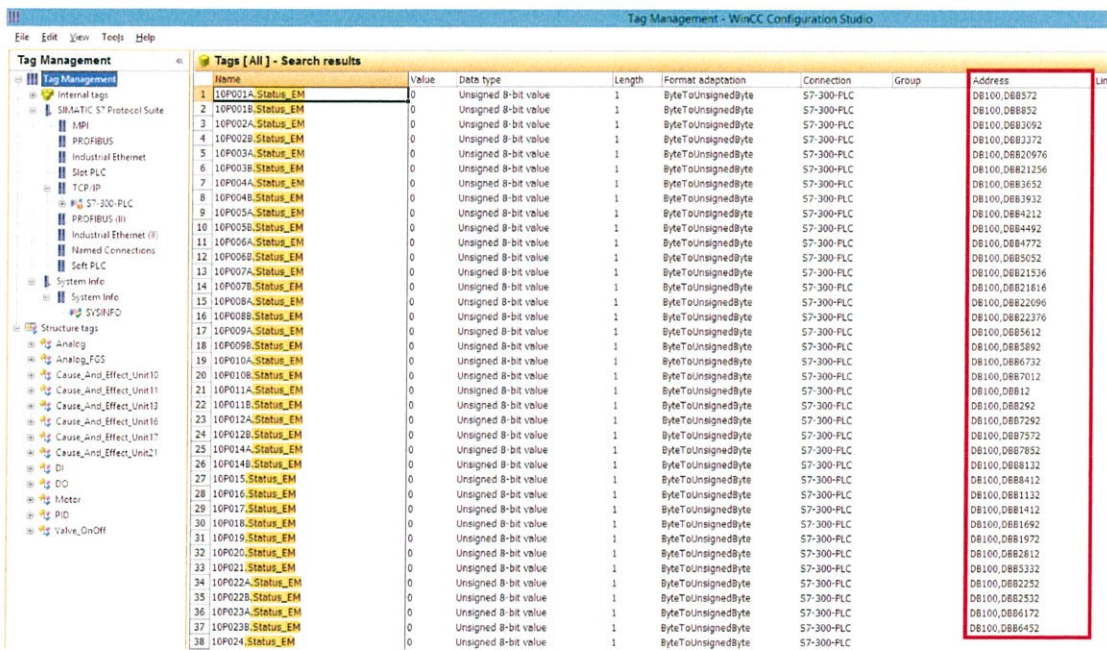 Tag Management - WinCC Configuration Studio
File Edit View Tools Help
Tag Management «
Tag Management
Internal tags
SIMATIC S7 Protocol Suite
MPI
PROFIBUS
Industrial Ethernet
Slot PLC
TCP/IP
S7-300-PLC
PROFIBUS (II)
Industrial Ethernet (II)
Named Connections
Soft PLC
System Info
System Info
SYSINFO
Structure tags
Analog
Analog_FGS
Cause_And_Effect_Unit10
Cause_And_Effect_Unit11
Cause_And_Effect_Unit13
Cause_And_Effect_Unit16
Cause_And_Effect_Unit17
Cause_And_Effect_Unit21
DI
DO
Motor
PID
Valve_OnOff
Tags [ All ] - Search results
Name Value Data type Length Format adaptation Connection Group Address Lin
1 10P001A.Status_EM 0 Unsigned 8-bit value 1 ByteToUnsignedByte S7-300-PLC DB100,DBB572
2 10P001B.Status_EM 0 Unsigned 8-bit value 1 ByteToUnsignedByte S7-300-PLC DB100,DBB852
3 10P002A.Status_EM 0 Unsigned 8-bit value 1 ByteToUnsignedByte S7-300-PLC DB100,DBB3092
4 10P002B.Status_EM 0 Unsigned 8-bit value 1 ByteToUnsignedByte S7-300-PLC DB100,DBB3372
5 10P003A.Status_EM 0 Unsigned 8-bit value 1 ByteToUnsignedByte S7-300-PLC DB100,DBB20976
6 10P003B.Status_EM 0 Unsigned 8-bit value 1 ByteToUnsignedByte S7-300-PLC DB100,DBB21256
7 10P004A.Status_EM 0 Unsigned 8-bit value 1 ByteToUnsignedByte S7-300-PLC DB100,DBB3652
8 10P004B.Status_EM 0 Unsigned 8-bit value 1 ByteToUnsignedByte S7-300-PLC DB100,DBB3932
9 10P005A.Status_EM 0 Unsigned 8-bit value 1 ByteToUnsignedByte S7-300-PLC DB100,DBB4212
10 10P005B.Status_EM 0 Unsigned 8-bit value 1 ByteToUnsignedByte S7-300-PLC DB100,DBB4492
11 10P006A.Status_EM 0 Unsigned 8-bit value 1 ByteToUnsignedByte S7-300-PLC DB100,DBB4772
12 10P006B.Status_EM 0 Unsigned 8-bit value 1 ByteToUnsignedByte S7-300-PLC DB100,DBB5052
13 10P007A.Status_EM 0 Unsigned 8-bit value 1 ByteToUnsignedByte S7-300-PLC DB100,DBB21536
14 10P007B.Status_EM 0 Unsigned 8-bit value 1 ByteToUnsignedByte S7-300-PLC DB100,DBB21816
15 10P008A.Status_EM 0 Unsigned 8-bit value 1 ByteToUnsignedByte S7-300-PLC DB100,DBB22096
16 10P008B.Status_EM 0 Unsigned 8-bit value 1 ByteToUnsignedByte S7-300-PLC DB100,DBB22376
17 10P009A.Status_EM 0 Unsigned 8-bit value 1 ByteToUnsignedByte S7-300-PLC DB100,DBB5612
18 10P009B.Status_EM 0 Unsigned 8-bit value 1 ByteToUnsignedByte S7-300-PLC DB100,DBB5892
19 10P010A.Status_EM 0 Unsigned 8-bit value 1 ByteToUnsignedByte S7-300-PLC DB100,DBB6732
20 10P010B.Status_EM 0 Unsigned 8-bit value 1 ByteToUnsignedByte S7-300-PLC DB100,DBB7012
21 10P011A.Status_EM 0 Unsigned 8-bit value 1 ByteToUnsignedByte S7-300-PLC DB100,DBB12
22 10P011B.Status_EM 0 Unsigned 8-bit value 1 ByteToUnsignedByte S7-300-PLC DB100,DBB292
23 10P012A.Status_EM 0 Unsigned 8-bit value 1 ByteToUnsignedByte S7-300-PLC DB100,DBB7292
24 10P012B.Status_EM 0 Unsigned 8-bit value 1 ByteToUnsignedByte S7-300-PLC DB100,DBB7572
25 10P014A.Status_EM 0 Unsigned 8-bit value 1 ByteToUnsignedByte S7-300-PLC DB100,DBB7852
26 10P014B.Status_EM 0 Unsigned 8-bit value 1 ByteToUnsignedByte S7-300-PLC DB100,DBB8132
27 10P015.Status_EM 0 Unsigned 8-bit value 1 ByteToUnsignedByte S7-300-PLC DB100,DBB8412
28 10P016.Status_EM 0 Unsigned 8-bit value 1 ByteToUnsignedByte S7-300-PLC DB100,DBB1132
29 10P017.Status_EM 0 Unsigned 8-bit value 1 ByteToUnsignedByte S7-300-PLC DB100,DBB1412
30 10P018.Status_EM 0 Unsigned 8-bit value 1 ByteToUnsignedByte S7-300-PLC DB100,DBB1692
31 10P019.Status_EM 0 Unsigned 8-bit value 1 ByteToUnsignedByte S7-300-PLC DB100,DBB1972
32 10P020.Status_EM 0 Unsigned 8-bit value 1 ByteToUnsignedByte S7-300-PLC DB100,DBB2812
33 10P021.Status_EM 0 Unsigned 8-bit value 1 ByteToUnsignedByte S7-300-PLC DB100,DBB5332
34 10P022A.Status_EM 0 Unsigned 8-bit value 1 ByteToUnsignedByte S7-300-PLC DB100,DBB2252
35 10P022B.Status_EM 0 Unsigned 8-bit value 1 ByteToUnsignedByte S7-300-PLC DB100,DBB2532
36 10P023A.Status_EM 0 Unsigned 8-bit value 1 ByteToUnsignedByte S7-300-PLC DB100,DBB6172
37 10P023B.Status_EM 0 Unsigned 8-bit value 1 ByteToUnsignedByte S7-300-PLC DB100,DBB6452
38 10P024.Status_EM 0 Unsigned 8-bit value 1 ByteToUnsignedByte S7-300-PLC